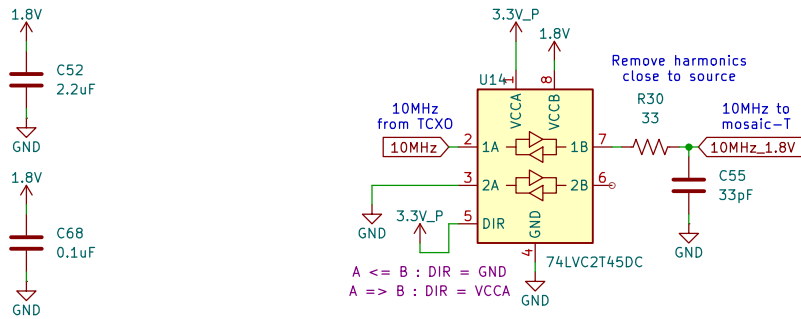 1.8V
C52
2.2uF
GND
1.8V
C68
0.1uF
GND
3.3V_P
1.8V
U14
1
8
VCCA
VCCB
10MHz
from TCXO
10MHz
2
1A
1B
7
3
2A
2B
6
GND
3.3V_P
5
DIR
GND
4
74LVC2T45DC
GND
A <= B : DIR = GND
A => B : DIR = VCCA
Remove harmonics
close to source
R30
33
10MHz to
mosaic-T
10MHz_1.8V
C55
33pF
GND